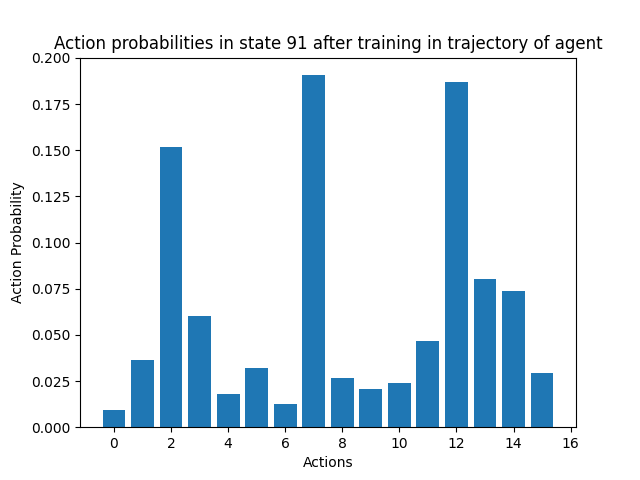 Action probabilities in state 91 after training in trajectory of agent
0.200
0.175
0.150
0.125
0.100
0.075
0.050
0.025
0.000
Action Probability
0 2 4 6 8 10 12 14 16
Actions